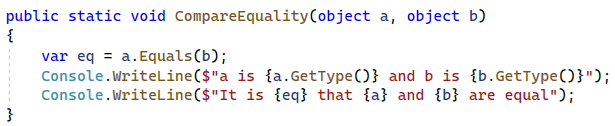 public static void CompareEquality(object a, object b)
{
    var eq = a.Equals(b);
    Console.WriteLine($"a is {a.GetType()} and b is {b.GetType()}");
    Console.WriteLine($"It is {eq} that {a} and {b} are equal");
}